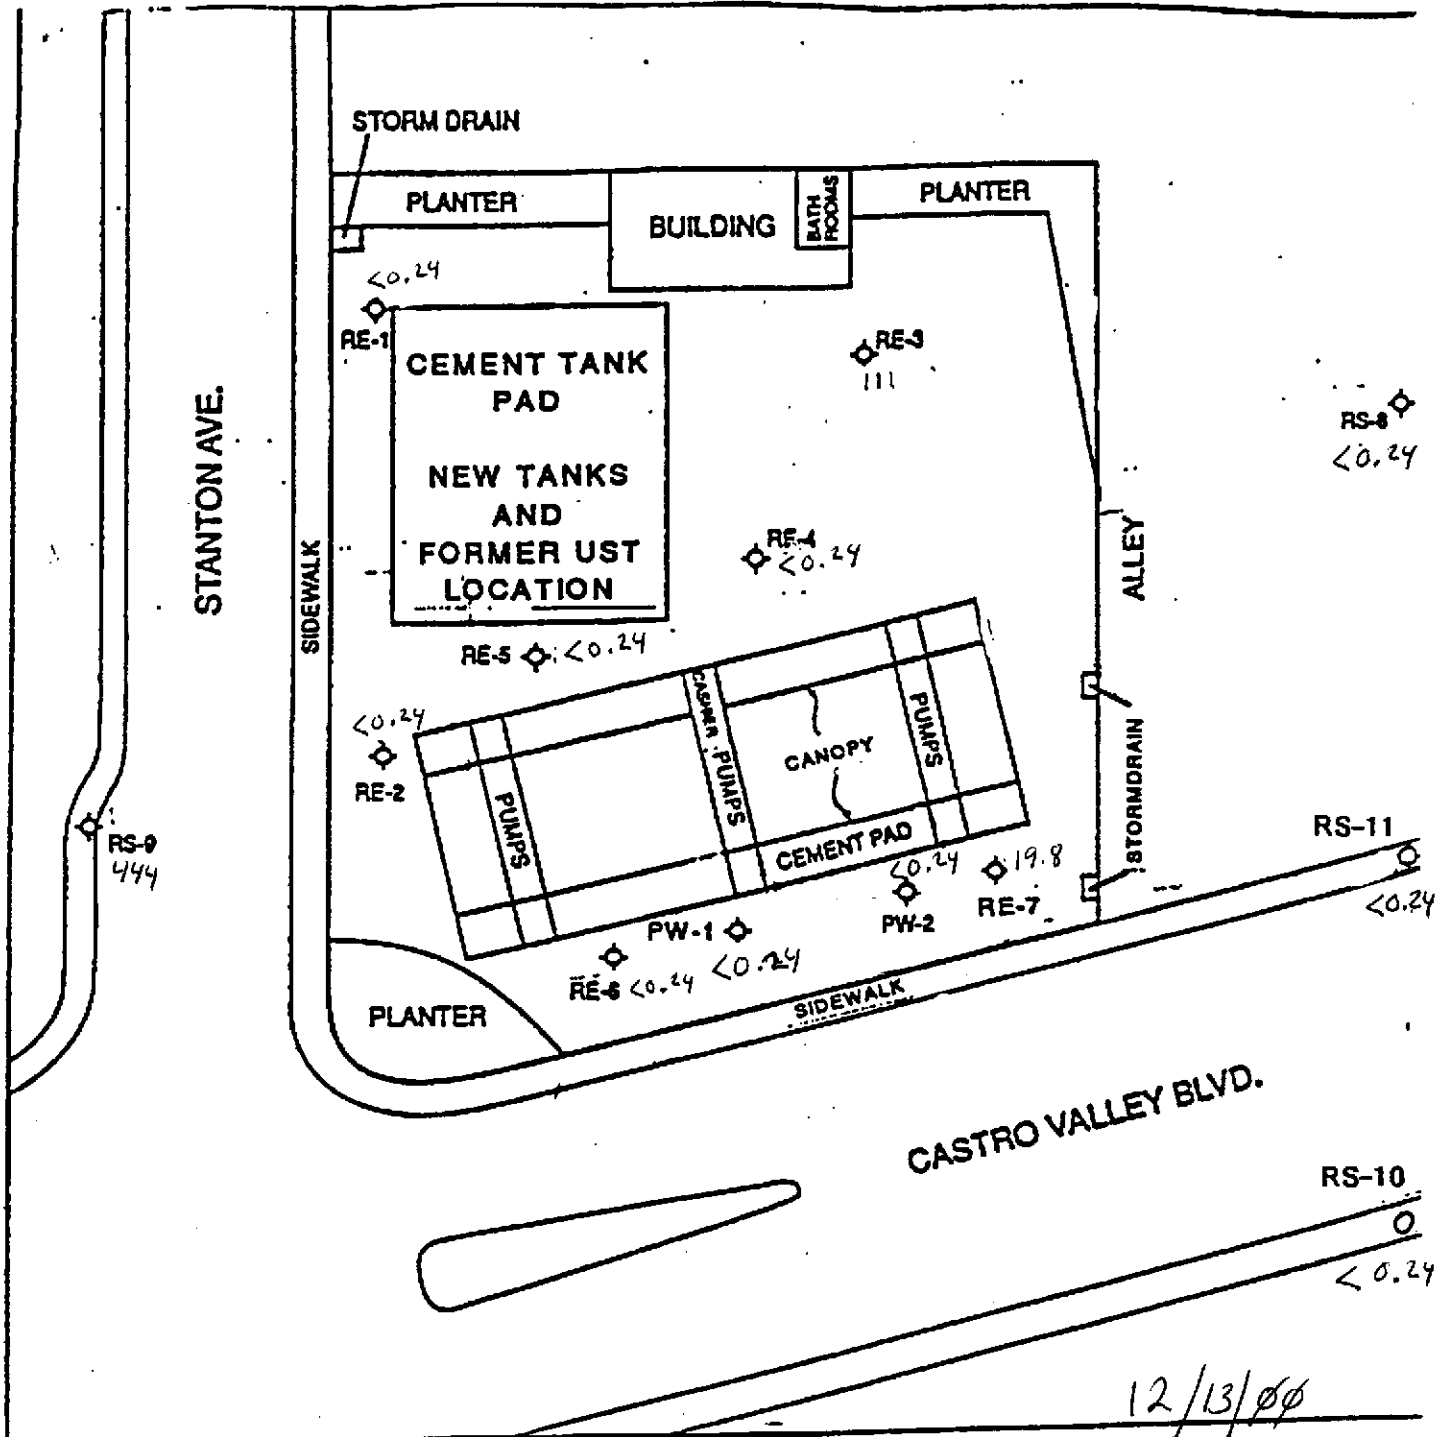 STORM DRAIN
PLANTER
BUILDING
BATH
ROOMS
PLANTER
<0.24
RE-1
CEMENT TANK
PAD
NEW TANKS
AND
FORMER UST
LOCATION
RE-3
111
RS-8
<0.24
STANTON AVE.
SIDEWALK
RE-4
<0.24
ALLEY
RE-5
<0.24
<0.24
RE-2
CASHIER
PUMPS
PUMPS
PUMPS
CANOPY
CEMENT PAD
STORMDRAIN
RS-9
444
RS-11
<0.24
<0.24
PW-2
19.8
RE-7
PW-1
<0.24
RE-6
<0.24
PLANTER
SIDEWALK
CASTRO VALLEY BLVD.
RS-10
<0.24
12/13/00